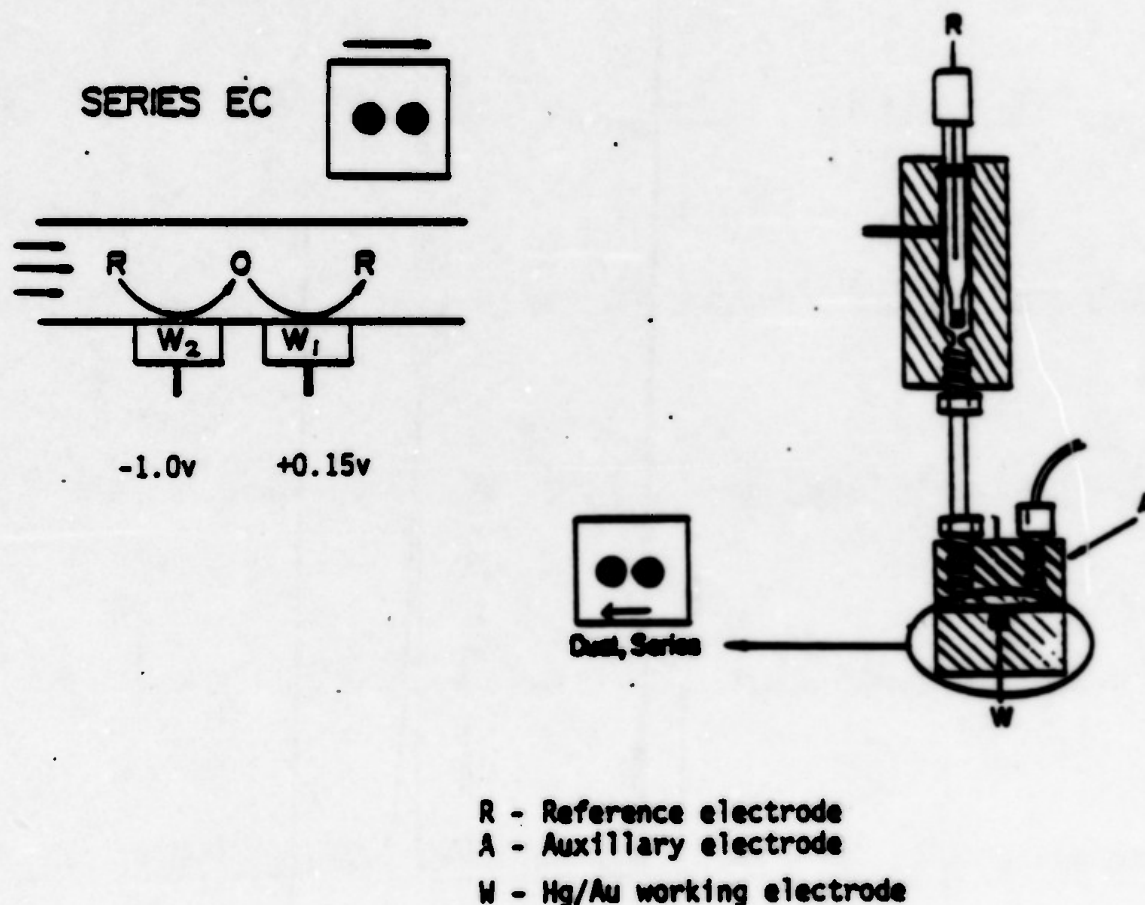 R
SERIES EC
R O R
W2 W1
-1.0v +0.15v
A
Dual, Series
W
R - Reference electrode
A - Auxillary electrode
W - Hg/Au working electrode